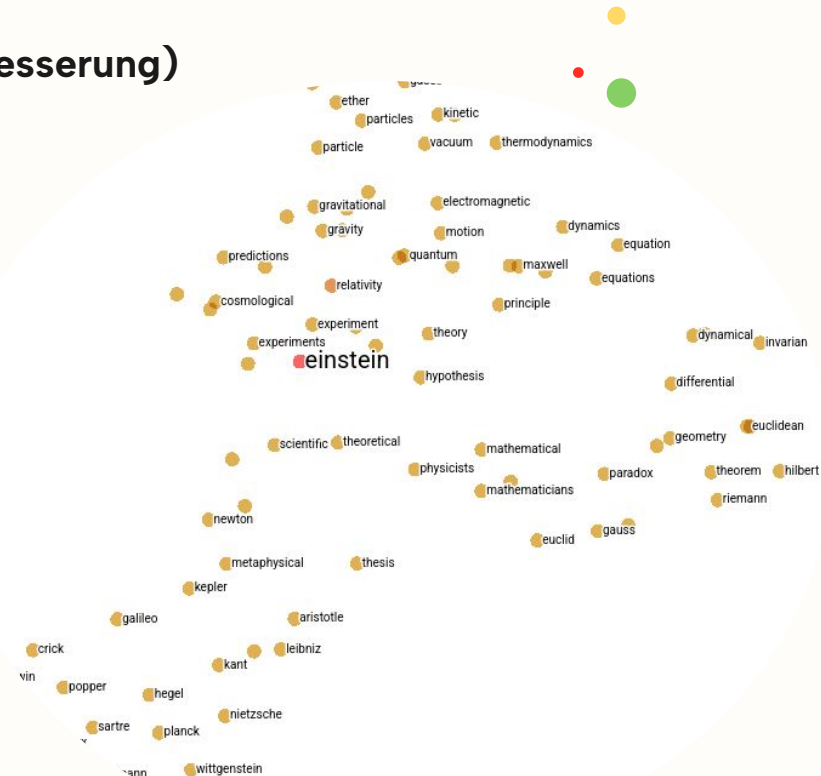 esserung)
ether
kinetic
particles
particle
vacuum
thermodynamics
gravitational
electromagnetic
gravity
motion
dynamics
equation
predictions
quantum
maxwell
equations
relativity
cosmological
principle
experiment
theory
dynamical
invarian
experiments
einstein
hypothesis
differential
euclidean
scientific
theoretical
geometry
mathematical
physicists
paradox
theorem
hilbert
mathematicians
riemann
newton
gauss
euclid
metaphysical
thesis
kepler
galileo
aristotle
crick
leibniz
kant
vin
popper
hegel
nietzsche
sartre
planck
wittgenstein
ann